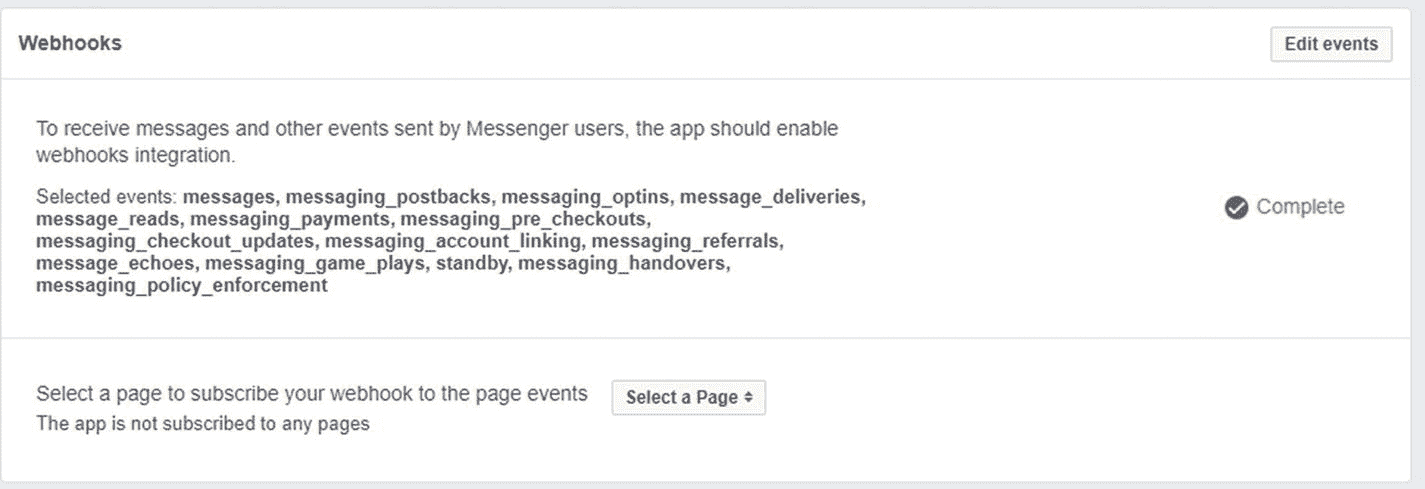 Webhooks
Edit events
To receive messages and other events sent by Messenger users, the app should enable
webhooks integration.
Selected events: messages, messaging_postbacks, messaging_optins, message_deliveries,
message_reads, messaging_payments, messaging_pre_checkouts,
messaging_checkout_updates, messaging_account_linking, messaging_referrals,
message_echoes, messaging_game_plays, standby, messaging_handovers,
messaging_policy_enforcement
Complete
Select a page to subscribe your webhook to the page events
Select a Page
The app is not subscribed to any pages